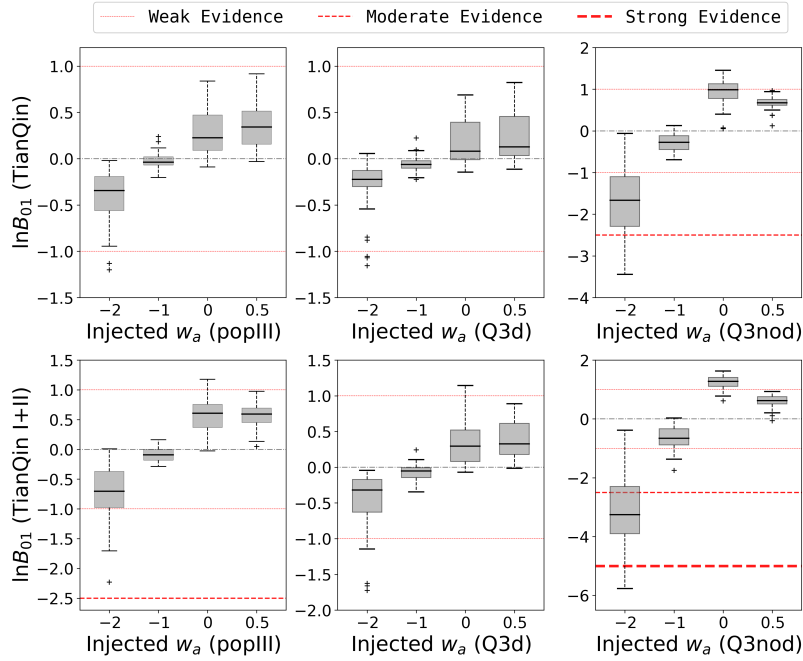 Weak Evidence Moderate Evidence Strong Evidence
lnB01 (TianQin)
1.0
0.5
0.0
−0.5
−1.0
−1.5
−2 −1 0 0.5
Injected wa (popIII)
1.0
0.5
0.0
−0.5
−1.0
−1.5
−2 −1 0 0.5
Injected wa (Q3d)
2
1
0
−1
−2
−3
−4
−2 −1 0 0.5
Injected wa (Q3nod)
lnB01 (TianQin I+II)
1.5
1.0
0.5
0.0
−0.5
−1.0
−1.5
−2.0
−2.5
−2 −1 0 0.5
Injected wa (popIII)
1.5
1.0
0.5
0.0
−0.5
−1.0
−1.5
−2.0
−2 −1 0 0.5
Injected wa (Q3d)
2
0
−2
−4
−6
−2 −1 0 0.5
Injected wa (Q3nod)